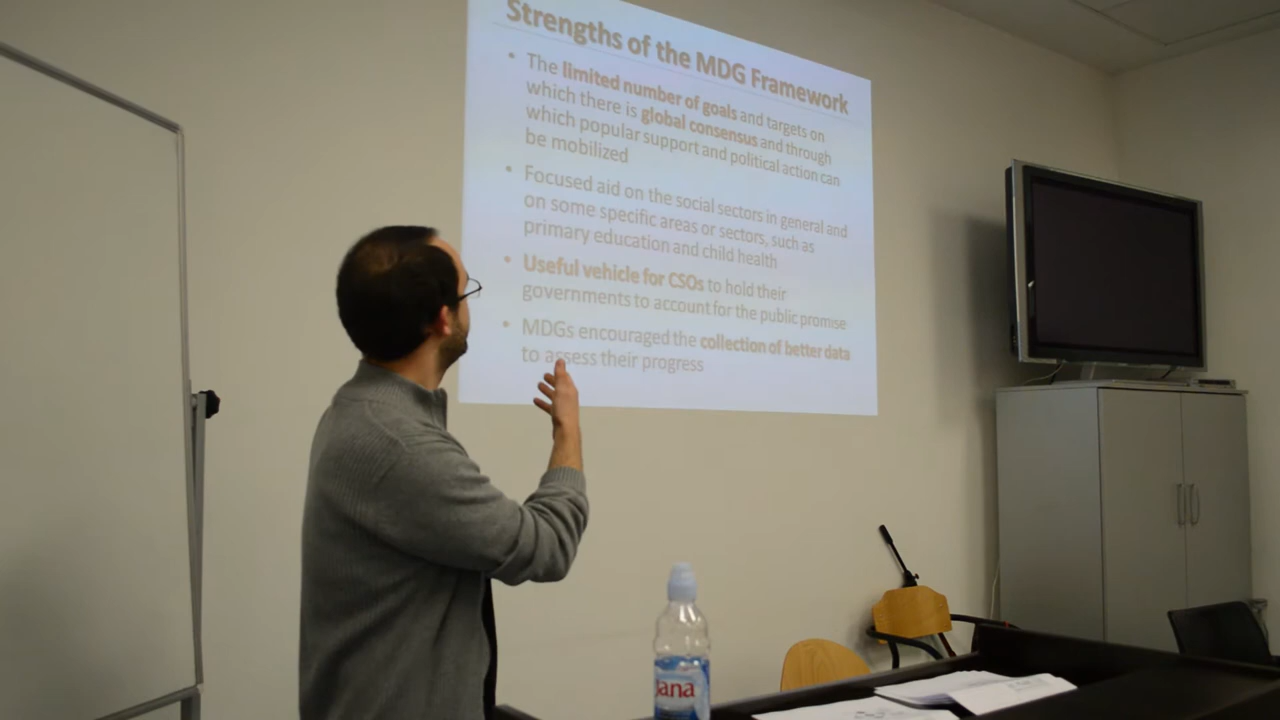 Strengths of the MDG Framework
• The limited number of goals and targets on
which there is global consensus and through
which popular support and political action can
be mobilized
• Focused aid on the social sectors in general and
on some specific areas or sectors, such as
primary education and child health
• Useful vehicle for CSOs to hold their
governments to account for the public promise
• MDGs encouraged the collection of better data
to assess their progress
Jana